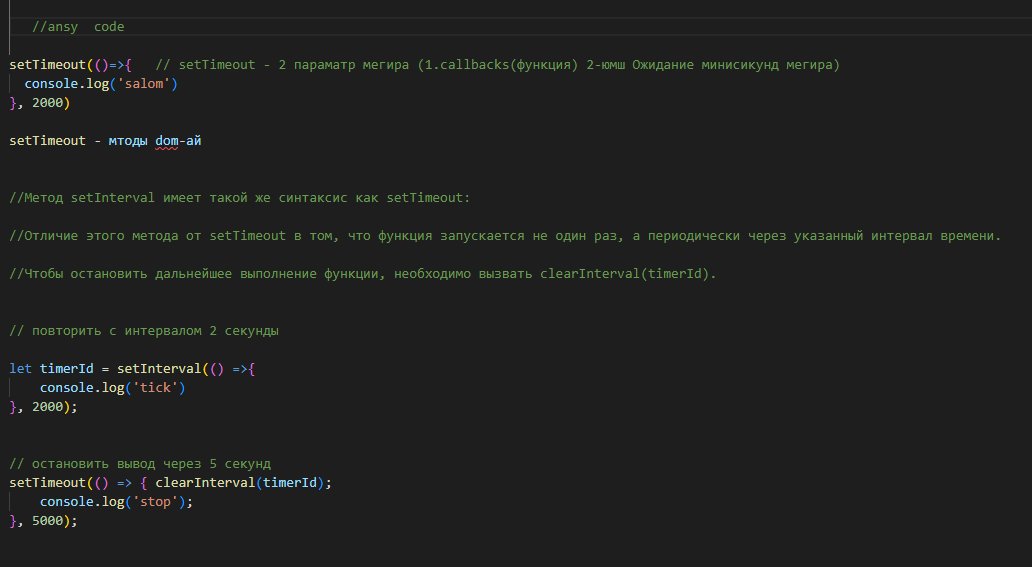 //ansy  code
setTimeout(()=>{   // setTimeout - 2 параматр мегира (1.callbacks(функция) 2-юмш Ожидание минисикунд мегира)
  console.log('salom')
}, 2000)
setTimeout - мтоды dom-ай
//Метод setInterval имеет такой же синтаксис как setTimeout:
//Отличие этого метода от setTimeout в том, что функция запускается не один раз, а периодически через указанный интервал времени.
//Чтобы остановить дальнейшее выполнение функции, необходимо вызвать clearInterval(timerId).
// повторить с интервалом 2 секунды
let timerId = setInterval(() =>{
    console.log('tick')
}, 2000);
// остановить вывод через 5 секунд
setTimeout(() => { clearInterval(timerId);
    console.log('stop');
}, 5000);